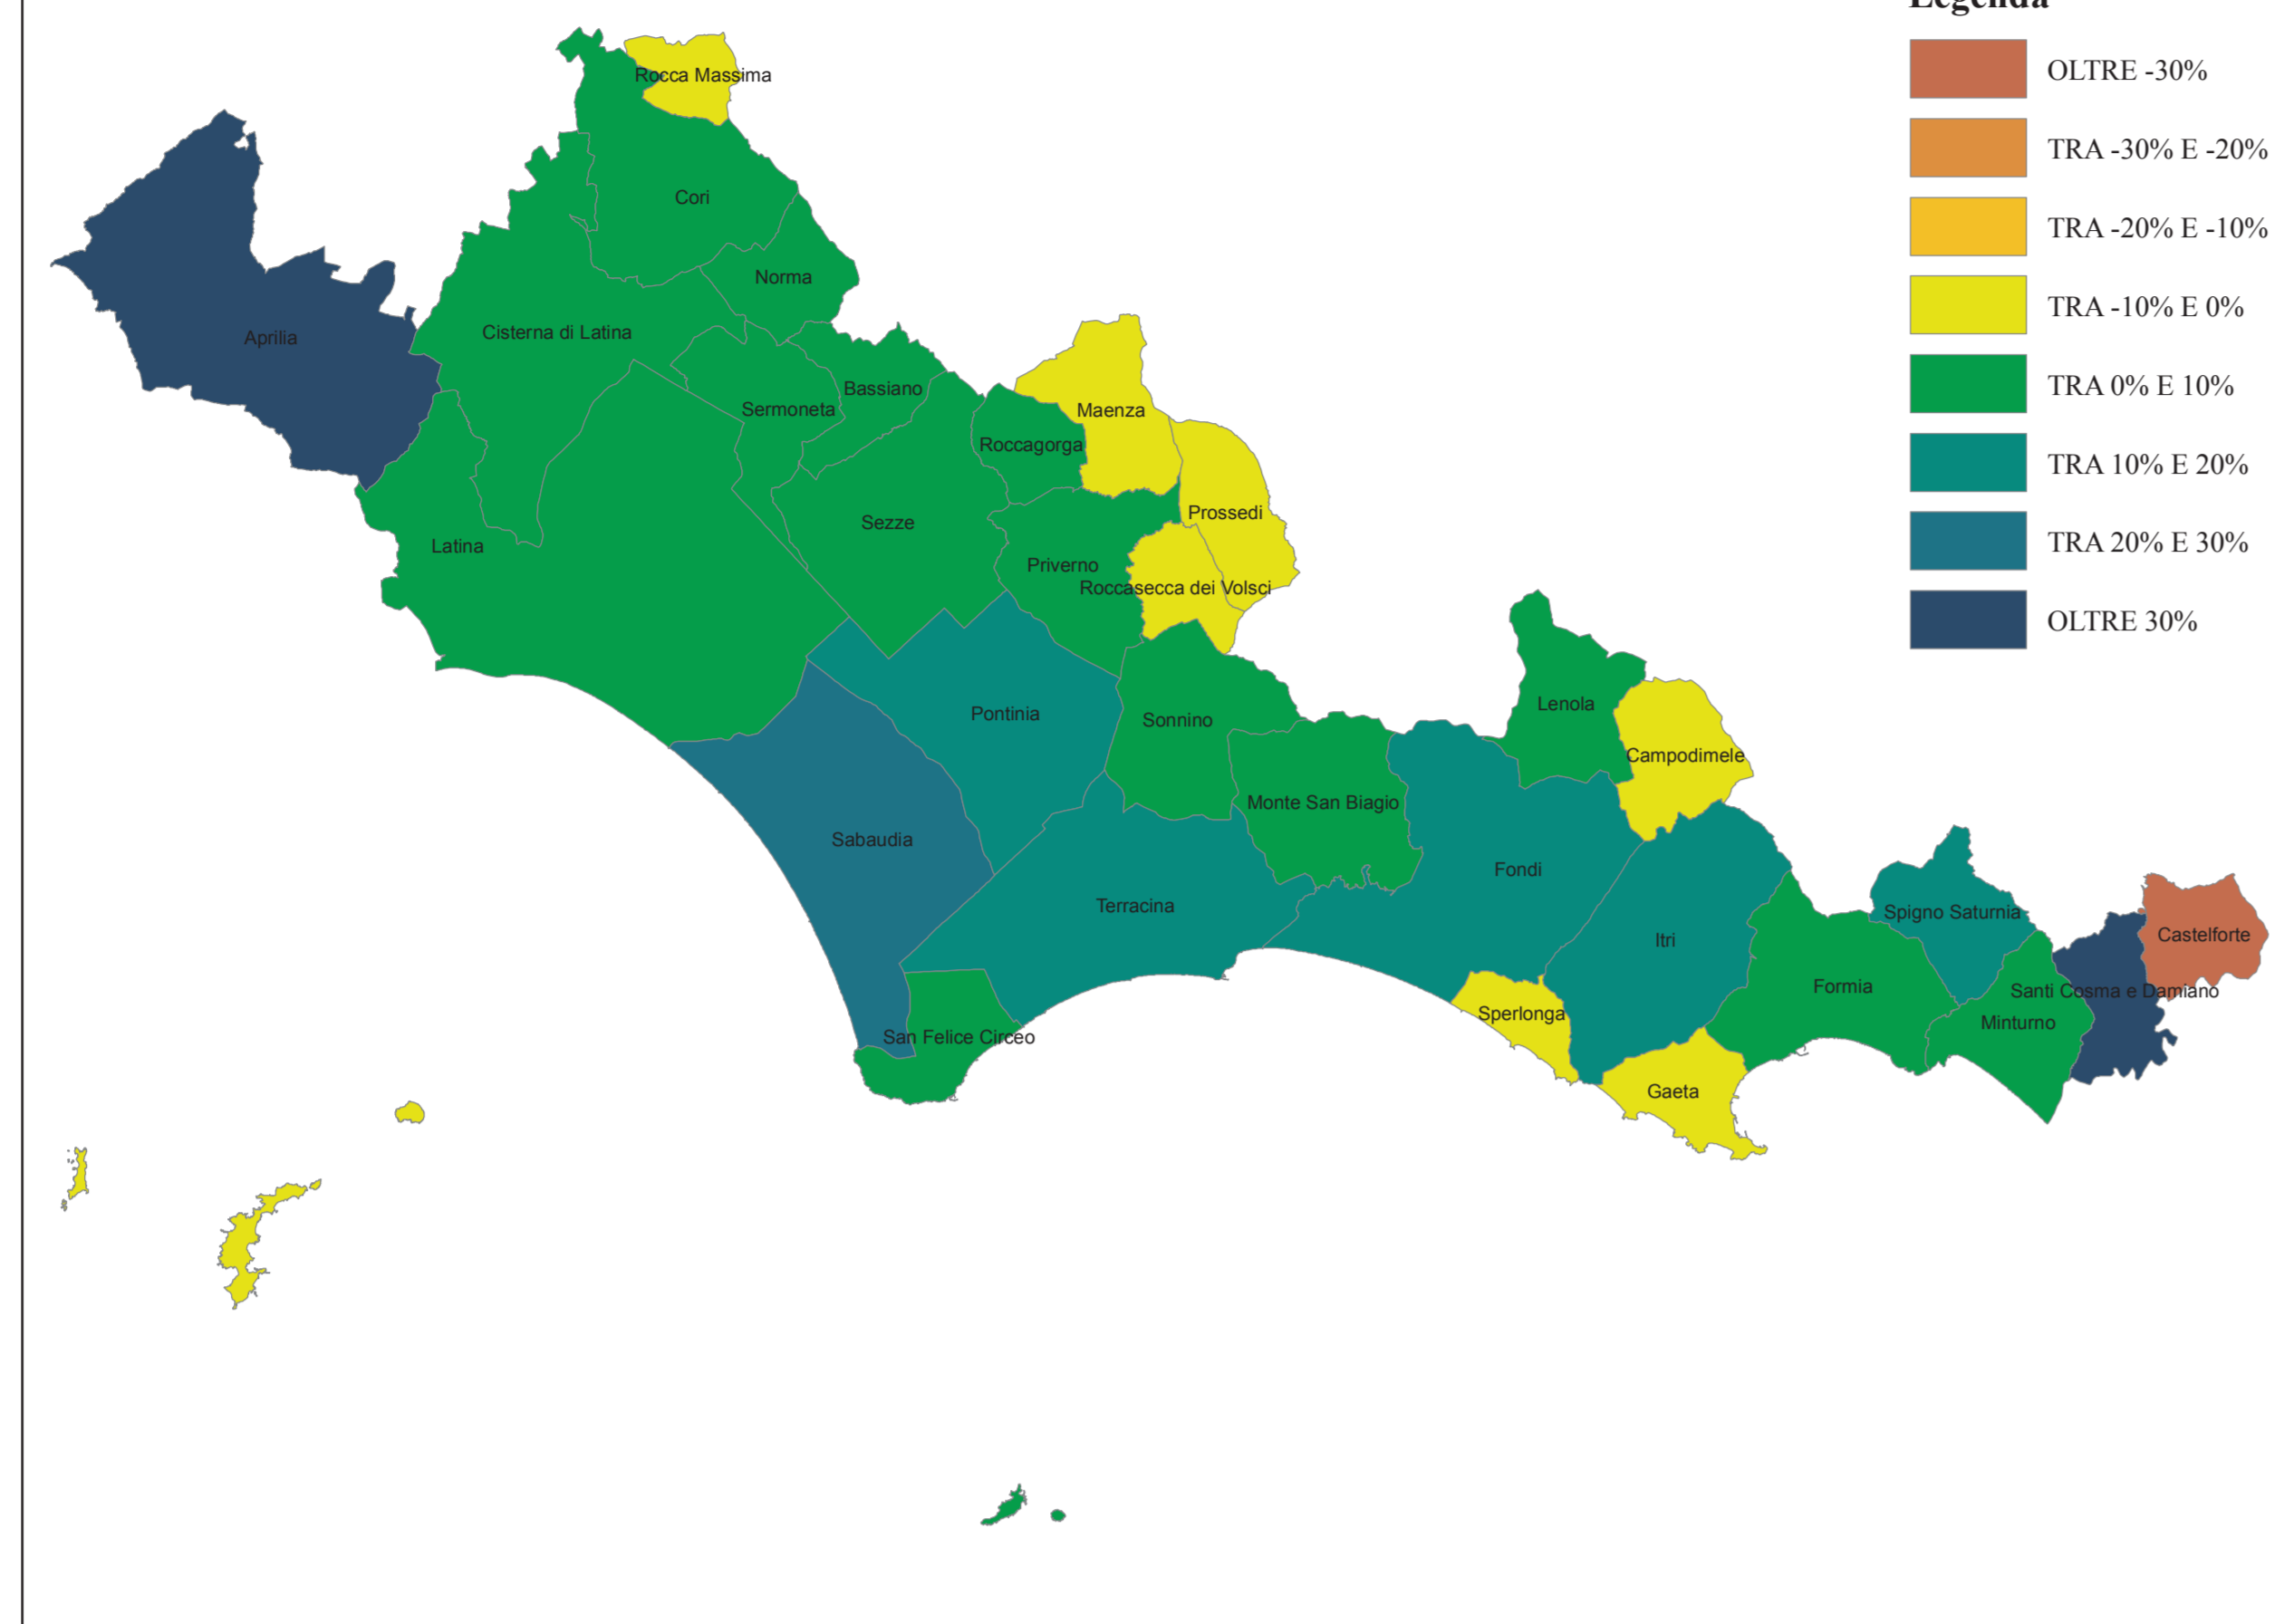 Legenda
OLTRE -30%
TRA -30% E -20%
TRA -20% E -10%
TRA -10% E 0%
TRA 0% E 10%
TRA 10% E 20%
TRA 20% E 30%
OLTRE 30%
Rocca Massima
Cori
Norma
Cisterna di Latina
Aprilia
Bassiano
Sermoneta
Maenza
Roccagorga
Prossedi
Sezze
Latina
Priverno
Roccasecca dei Volsci
Lenola
Pontinia
Sonnino
Campodimele
Monte San Biagio
Sabaudia
Fondi
Terracina
Spigno Saturnia
Castelforte
Itri
Formia
Santi Cosma e Damiano
Sperlonga
Minturno
San Felice Circeo
Gaeta